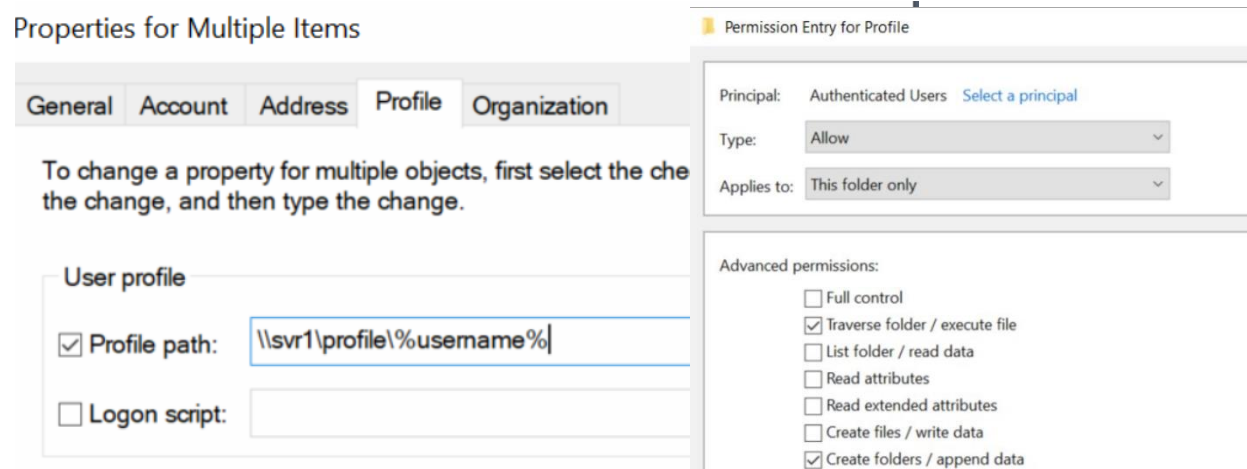 Properties for Multiple Items
General Account Address Profile Organization
To change a property for multiple objects, first select the che
the change, and then type the change.
User profile
Profile path: \\svr1\profile\%username%
Logon script:
Permission Entry for Profile
Principal: Authenticated Users Select a principal
Type: Allow
Applies to: This folder only
Advanced permissions:
Full control
Traverse folder / execute file
List folder / read data
Read attributes
Read extended attributes
Create files / write data
Create folders / append data